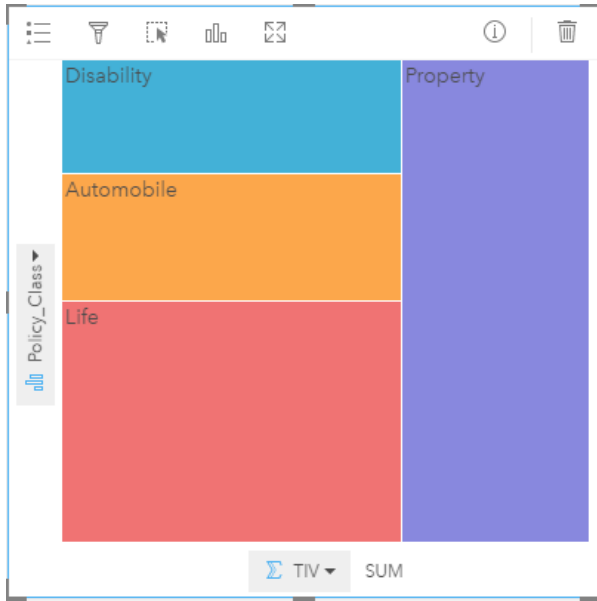 Disability
Property
Automobile
Life
Policy_Class
Σ TIV
SUM